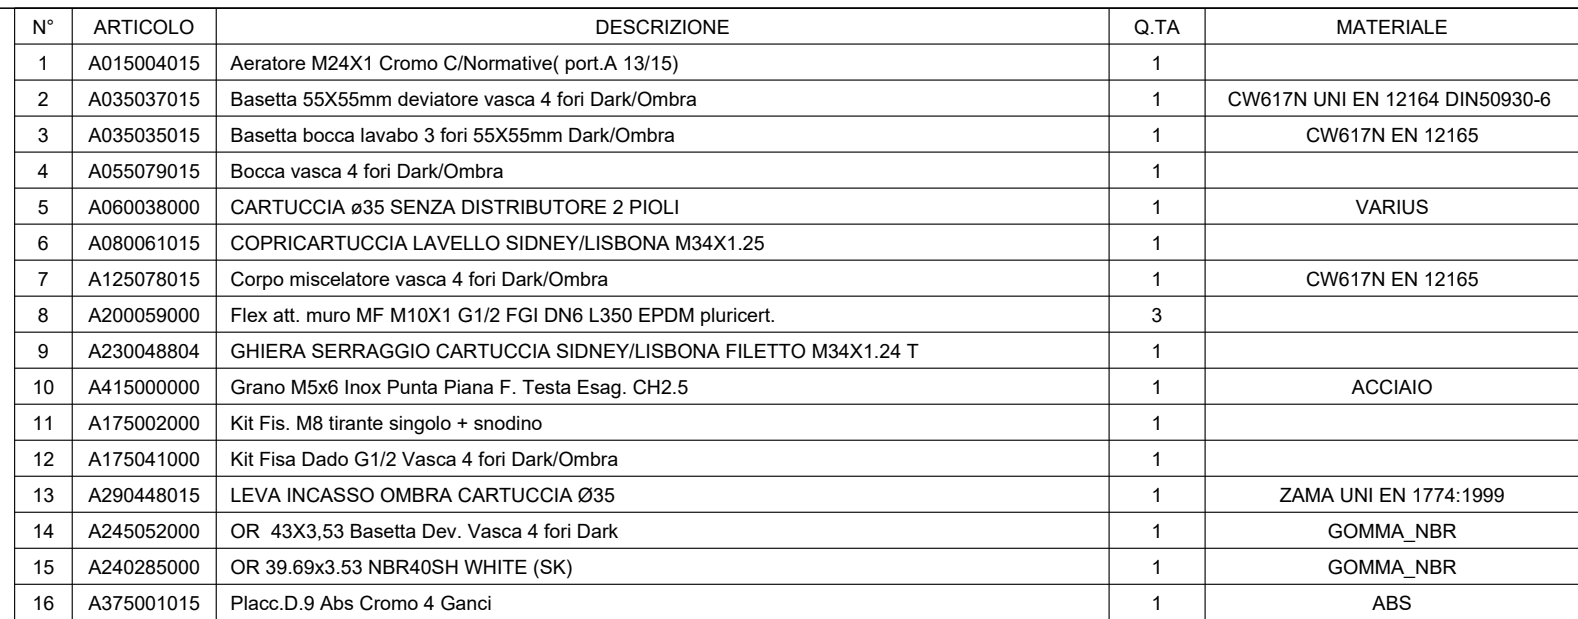 N° ARTICOLO DESCRIZIONE Q.TA MATERIALE
1 A015004015 Aeratore M24X1 Cromo C/Normative( port.A 13/15) 1
2 A035037015 Basetta 55X55mm deviatore vasca 4 fori Dark/Ombra 1 CW617N UNI EN 12164 DIN50930-6
3 A035035015 Basetta bocca lavabo 3 fori 55X55mm Dark/Ombra 1 CW617N EN 12165
4 A055079015 Bocca vasca 4 fori Dark/Ombra 1
5 A060038000 CARTUCCIA ø35 SENZA DISTRIBUTORE 2 PIOLI 1 VARIUS
6 A080061015 COPRICARTUCCIA LAVELLO SIDNEY/LISBONA M34X1.25 1
7 A125078015 Corpo miscelatore vasca 4 fori Dark/Ombra 1 CW617N EN 12165
8 A200059000 Flex att. muro MF M10X1 G1/2 FGI DN6 L350 EPDM pluricert. 3
9 A230048804 GHIERA SERRAGGIO CARTUCCIA SIDNEY/LISBONA FILETTO M34X1.24 T 1
10 A415000000 Grano M5x6 Inox Punta Piana F. Testa Esag. CH2.5 1 ACCIAIO
11 A175002000 Kit Fis. M8 tirante singolo + snodino 1
12 A175041000 Kit Fisa Dado G1/2 Vasca 4 fori Dark/Ombra 1
13 A290448015 LEVA INCASSO OMBRA CARTUCCIA Ø35 1 ZAMA UNI EN 1774:1999
14 A245052000 OR 43X3,53 Basetta Dev. Vasca 4 fori Dark 1 GOMMA_NBR
15 A240285000 OR 39.69x3.53 NBR40SH WHITE (SK) 1 GOMMA_NBR
16 A375001015 Placc.D.9 Abs Cromo 4 Ganci 1 ABS